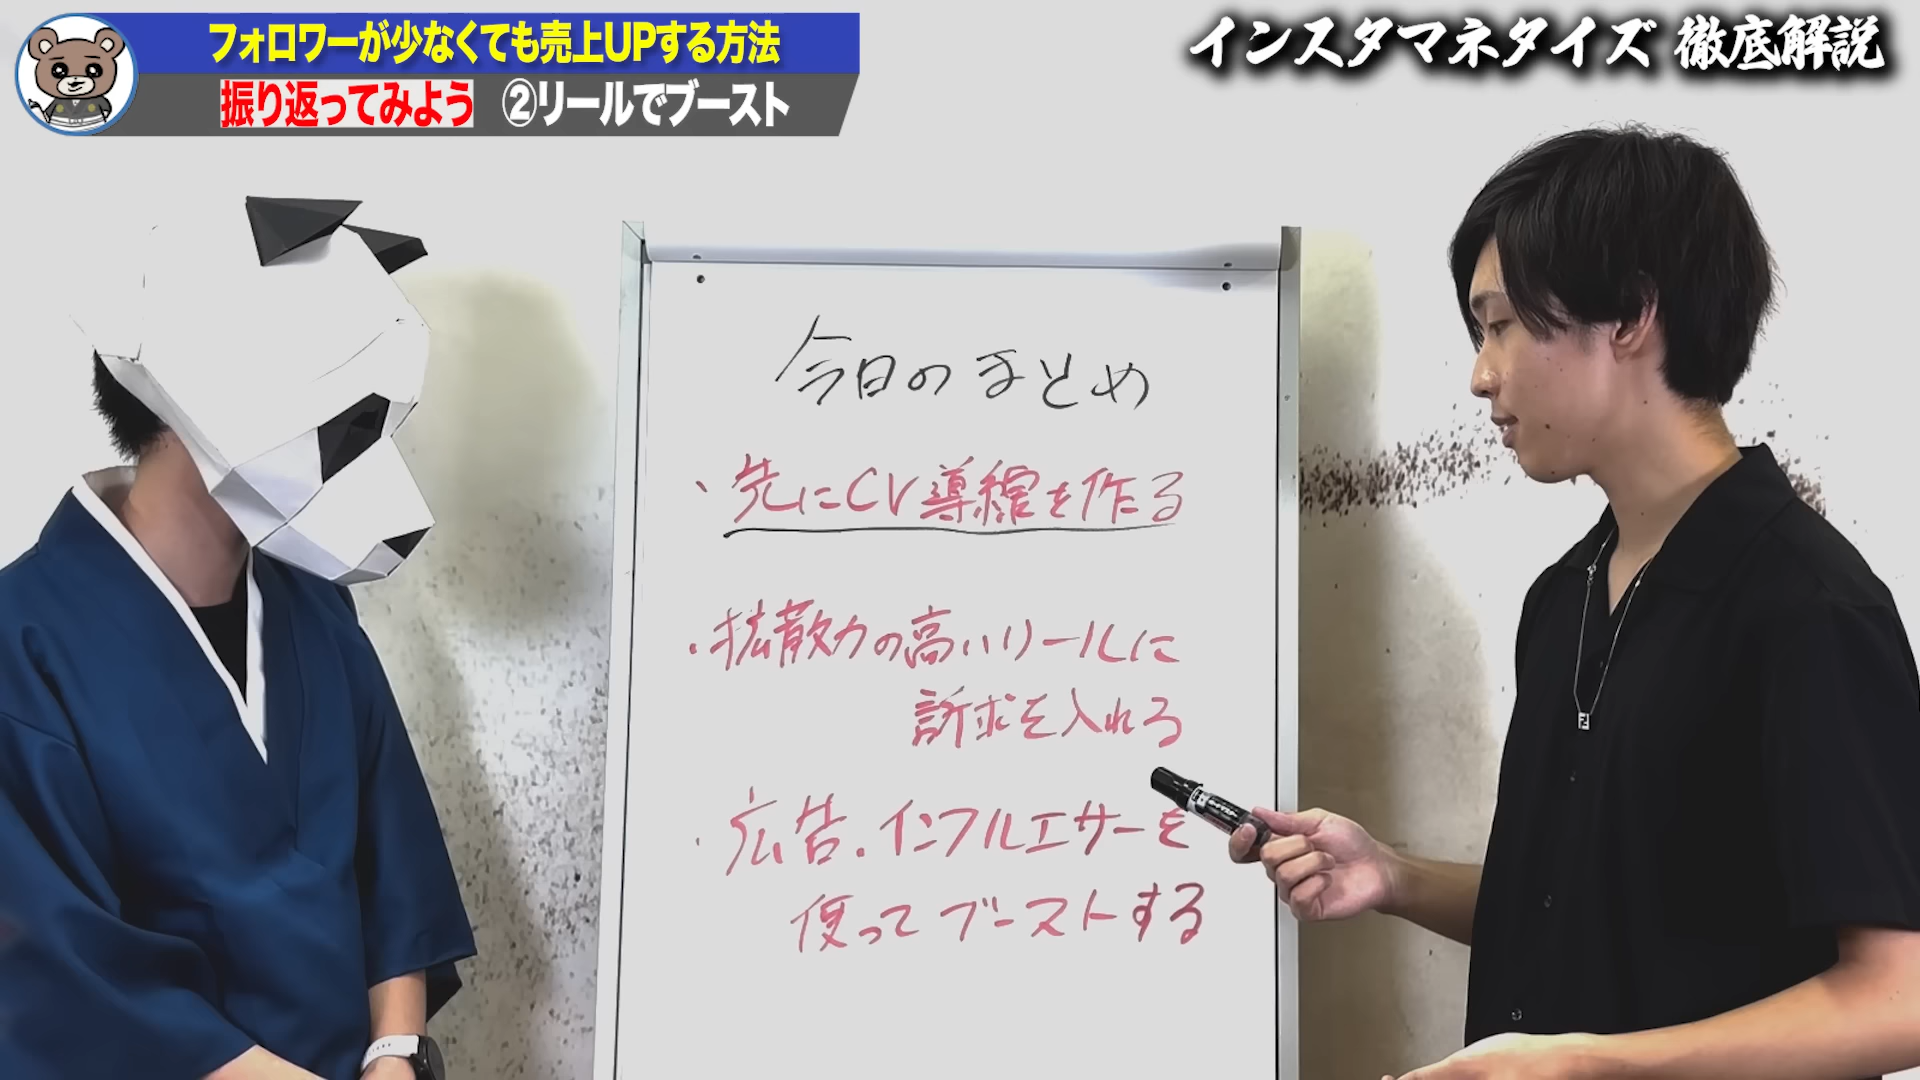 フォロワーが少なくても売上UPする方法
振り返ってみよう ②リールでブースト
インスタマネタイズ 徹底解説
今日のまとめ
・先にCV導線を作る
・拡散力の高いリールに
訴求を入れる
・広告.インフルエサーを
使ってブーストする